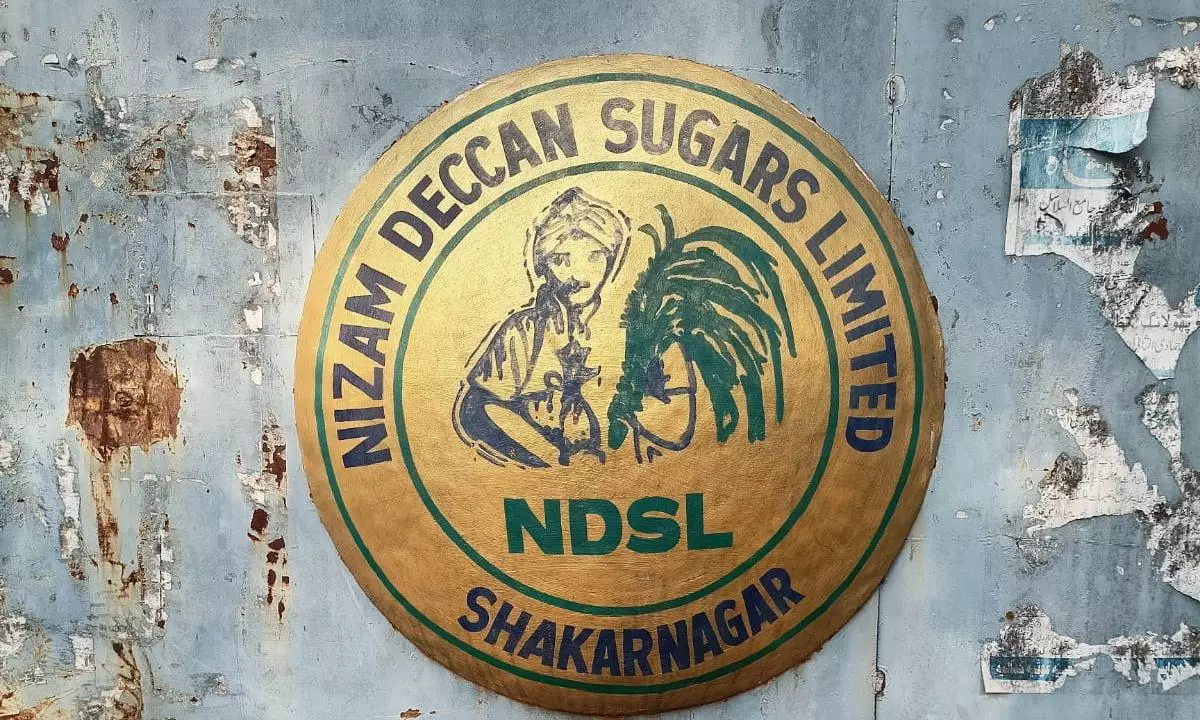 NIZAM DECCAN SUGARS LIMITED
NDSL
SHAKARNAGAR